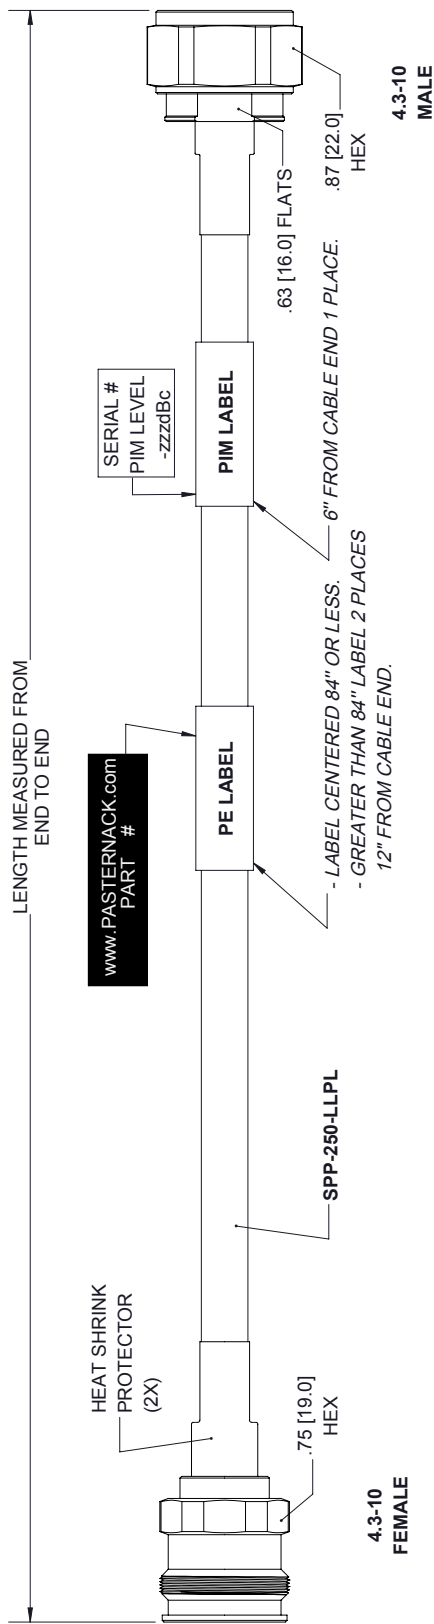 LENGTH MEASURED FROM
END TO END
www.PASTERNACK.com
PART #
SERIAL #
PIM LEVEL
-zzzdBc
HEAT SHRINK
PROTECTOR
(2X)
PE LABEL
PIM LABEL
.75 [19.0]
HEX
SPP-250-LLPL
- LABEL CENTERED 84" OR LESS.
- GREATER THAN 84" LABEL 2 PLACES
12" FROM CABLE END.
6" FROM CABLE END 1 PLACE.
.63 [16.0] FLATS
.87 [22.0]
HEX
4.3-10
FEMALE
4.3-10
MALE